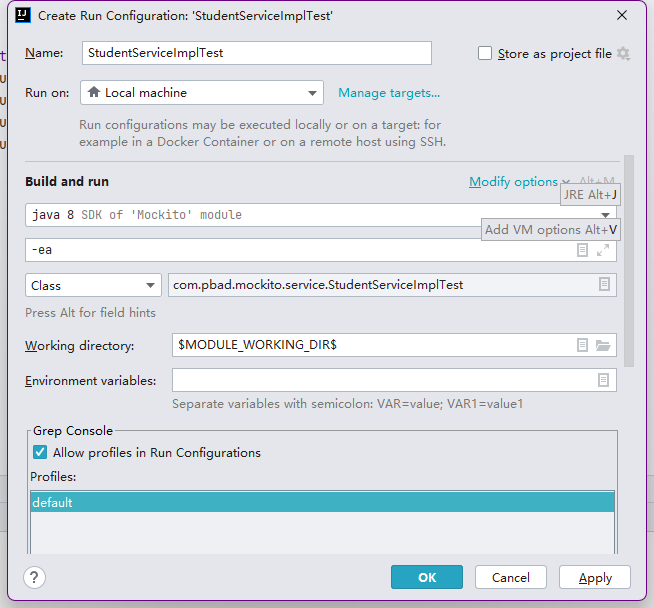 Create Run Configuration: 'StudentServiceImplTest'
Name: StudentServiceImplTest Store as project file
Run on: Local machine Manage targets...
Run configurations may be executed locally or on a target: for
example in a Docker Container or on a remote host using SSH.
Build and run Modify options Alt+M
JRE Alt+J
java 8 SDK of 'Mockito' module
Add VM options Alt+V
-ea
Class com.pbad.mockito.service.StudentServiceImplTest
Press Alt for field hints
Working directory: $MODULE_WORKING_DIR$
Environment variables:
Separate variables with semicolon: VAR=value; VAR1=value1
Grep Console
Allow profiles in Run Configurations
Profiles:
default
? OK Cancel Apply